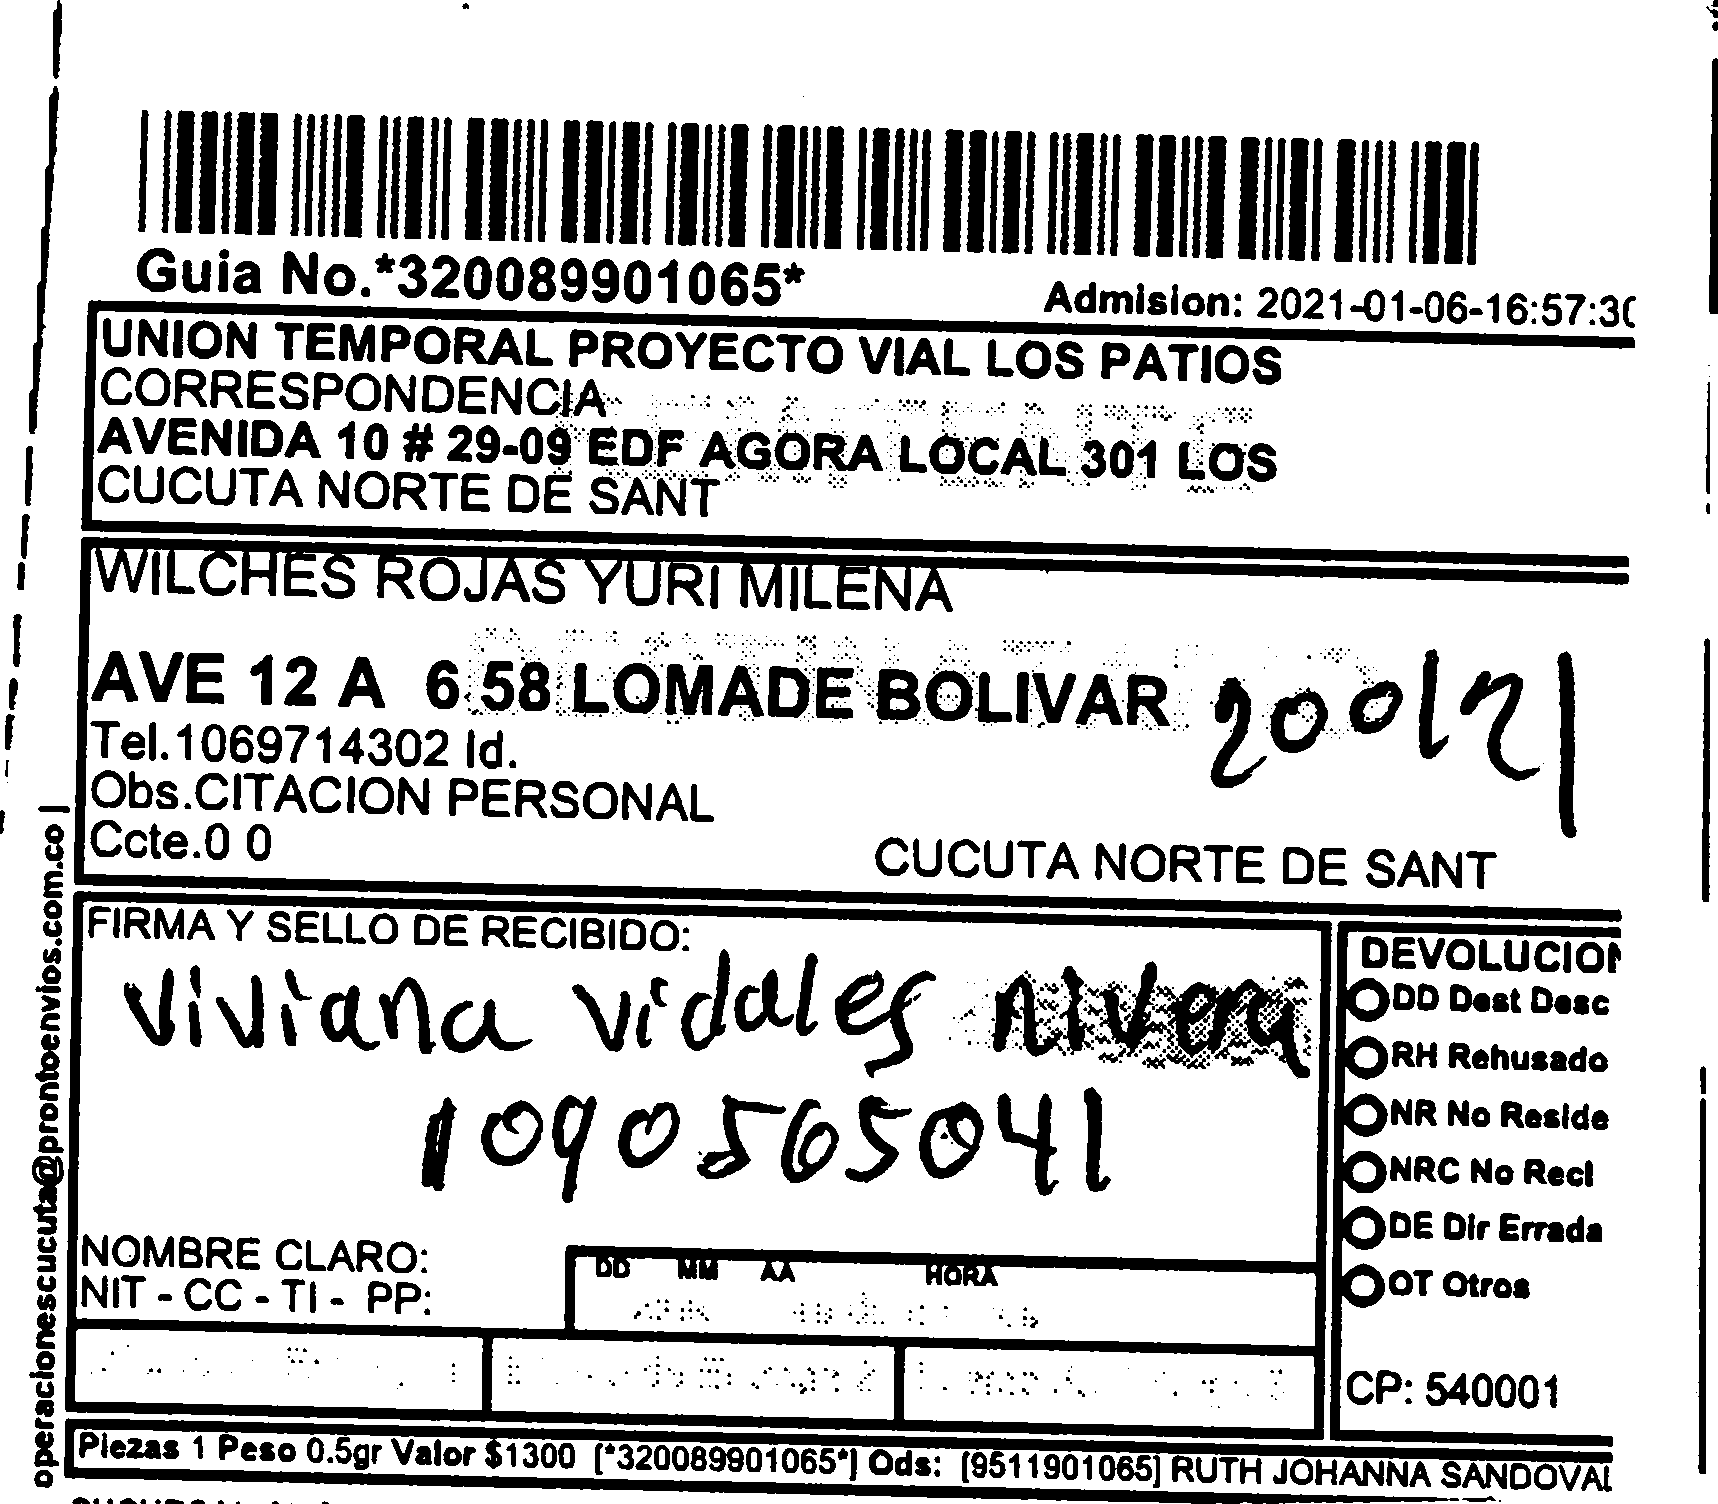 Guia No.*320089901065*
Admision: 2021-01-06-16:57:30
UNION TEMPORAL PROYECTO VIAL LOS PATIOS
CORRESPONDENCIA
AVENIDA 10 # 29-09 EDF AGORA LOCAL 301 LOS
CUCUTA NORTE DE SANT
WILCHES ROJAS YURI MILENA
AVE 12 A 6 58 LOMADE BOLIVAR
Tel.1069714302 Id.
Obs.CITACION PERSONAL
Ccte.0 0
CUCUTA NORTE DE SANT
FIRMA Y SELLO DE RECIBIDO:
Viviana Vidales
1090565041
NOMBRE CLARO:
NIT - CC - TI - PP:
DD MM AA HORA
DEVOLUCION
DD Dest Desc
RH Rehusado
NR No Reside
NRC No Recl
DE Dir Errada
OT Otros
CP: 540001
Piezas 1 Peso 0.5gr Valor $1300 [*320089901065*] Ods: [9511901065] RUTH JOHANNA SANDOVAL
operacionescucuta@prontoenvios.com.co |